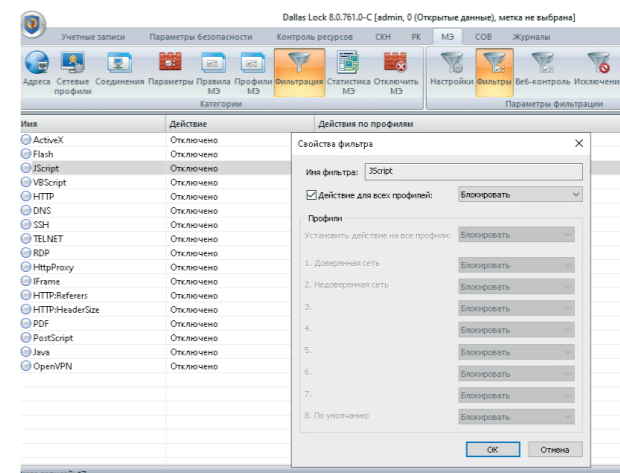 Dallas Lock 8.0.761.0-C [admin, 0 (Открытые данные), метка не выбрана]
Учетные записи Параметры безопасности Контроль ресурсов СКН РК МЭ СОВ Журналы
Адреса Сетевые профили Соединения Параметры Правила МЭ Профили МЭ Фильтрация Статистика МЭ Отключить МЭ Настройки Фильтры Веб-контроль Исключени
Категории Параметры фильтрации
Имя Действие Действия по профилям
ActiveX Отключено
Flash Отключено
JScript Отключено
VBScript Отключено
HTTP Отключено
DNS Отключено
SSH Отключено
TELNET Отключено
RDP Отключено
HttpProxy Отключено
IFrame Отключено
HTTP:Referers Отключено
HTTP:HeaderSize Отключено
PDF Отключено
PostScript Отключено
Java Отключено
OpenVPN Отключено
Свойства фильтра
Имя фильтра: JScript
Действие для всех профилей: Блокировать
Профили
Установить действие на все профили: Блокировать
1. Доверенная сеть Блокировать
2. Недоверенная сеть Блокировать
3. Блокировать
4. Блокировать
5. Блокировать
6. Блокировать
7. Блокировать
8. По умолчанию Блокировать
OK Отмена